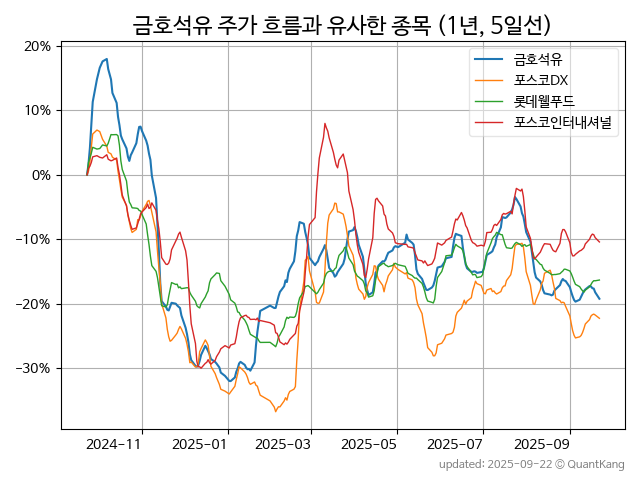 금호석유 주가 흐름과 유사한 종목 (1년, 5일선)
금호석유
포스코DX
롯데웰푸드
포스코인터내셔널
20%
10%
0%
−10%
−20%
−30%
2024-11
2025-01
2025-03
2025-05
2025-07
2025-09
updated: 2025-09-22 © QuantKang